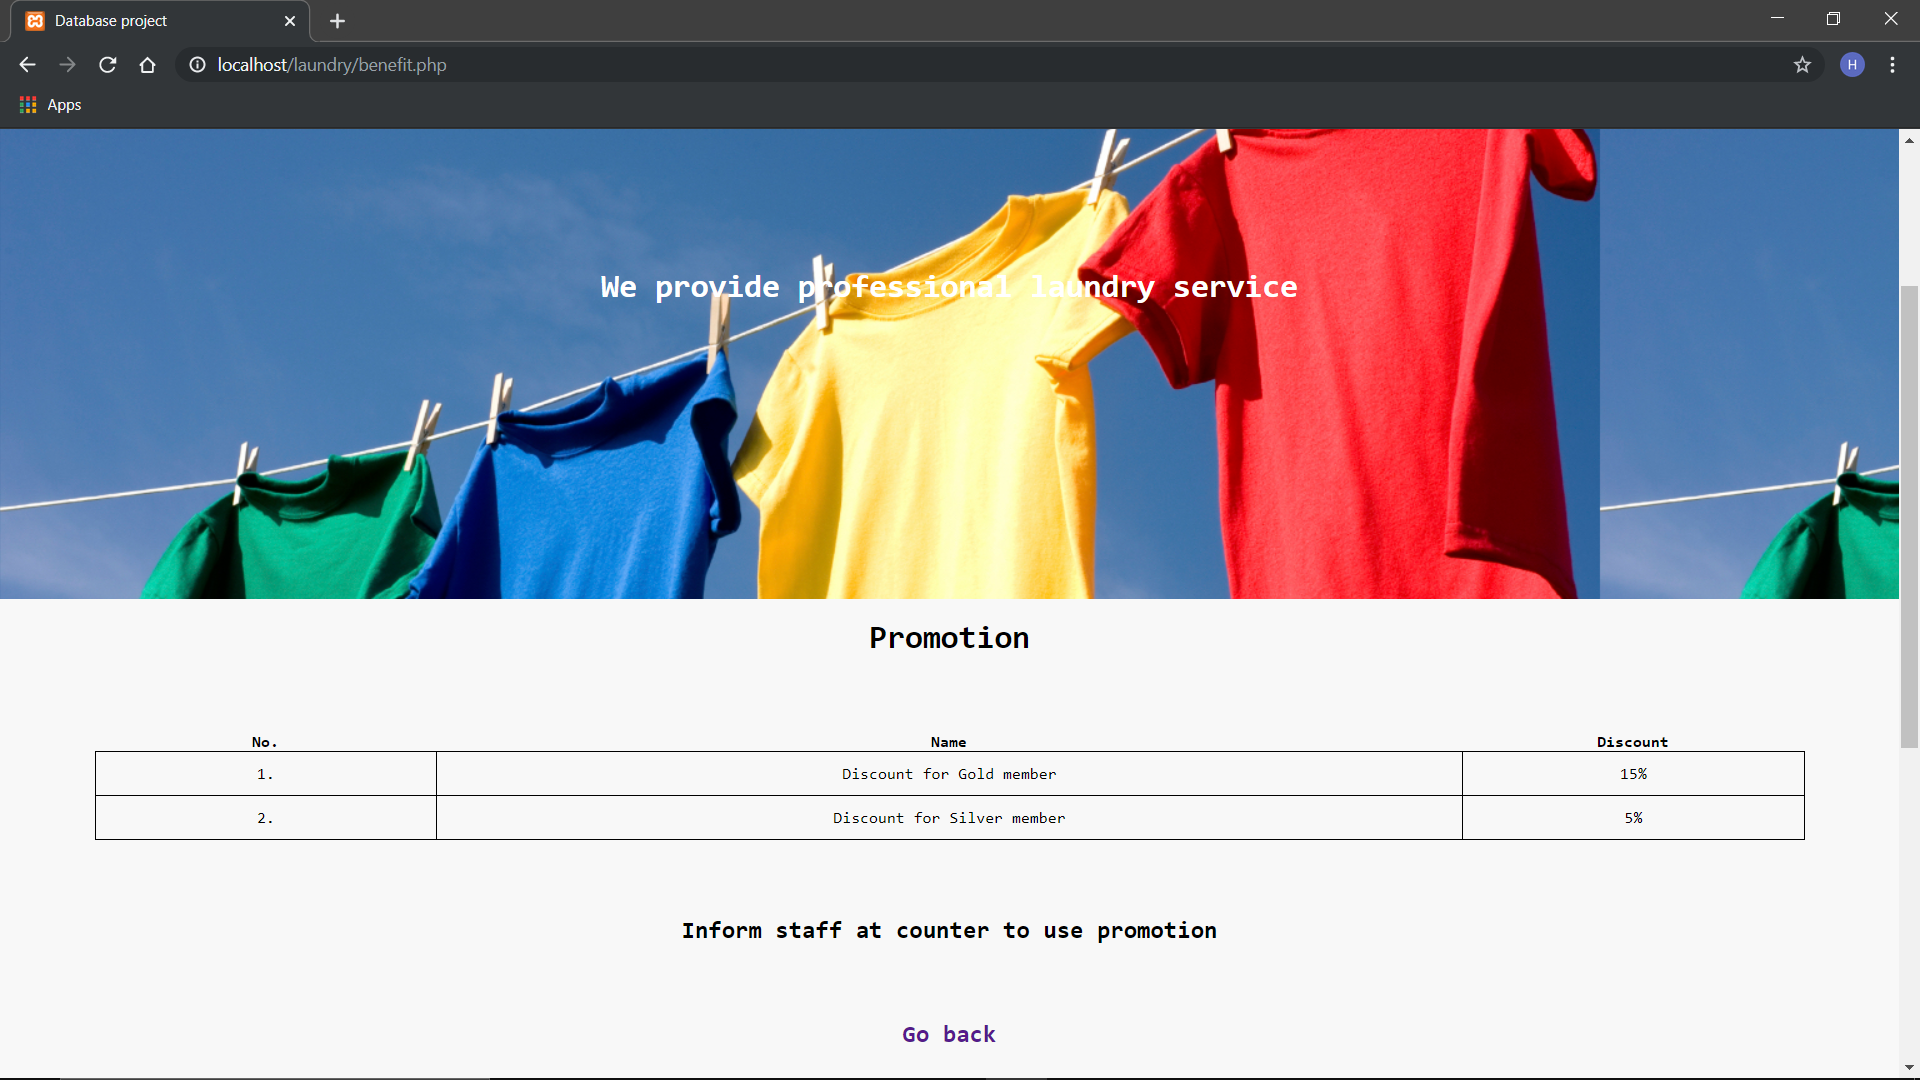 Database project
localhost/laundry/benefit.php
H
Apps
We provide professional laundry service
Promotion
No. Name Discount
1. Discount for Gold member 15%
2. Discount for Silver member 5%
Inform staff at counter to use promotion
Go back